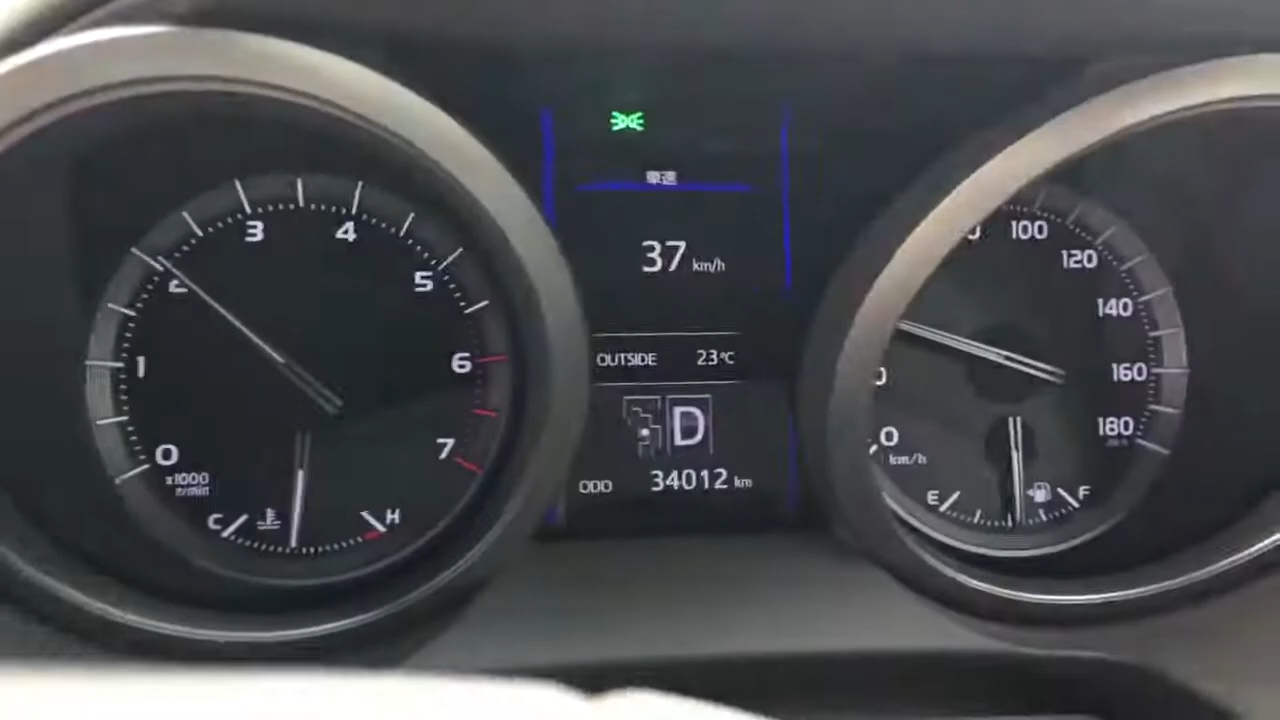 車速
37 km/h
OUTSIDE 23°C
D
ODO 34012 km
0
1
2
3
4
5
6
7
x1000
r/min
C
H
100
120
140
160
180
km/h
E
F